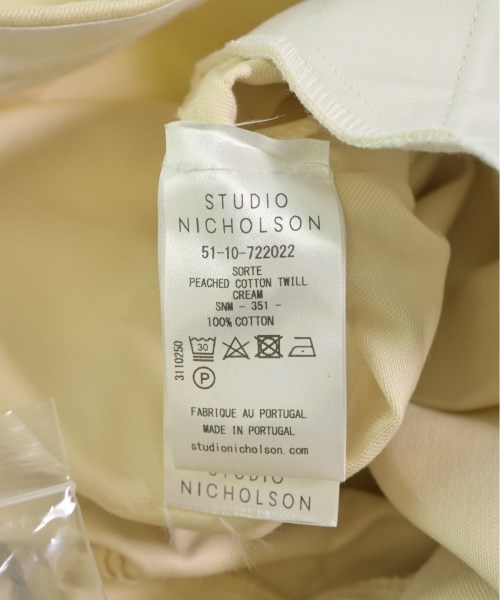 STUDIO
NICHOLSON
51-10-722022
SORTE
PEACHED COTTON TWILL
CREAM
SNM - 351 -
100% COTTON
3110250
30
P
FABRIQUE AU PORTUGAL
MADE IN PORTUGAL
studionicholson.com
STUDIO
NICHOLSON